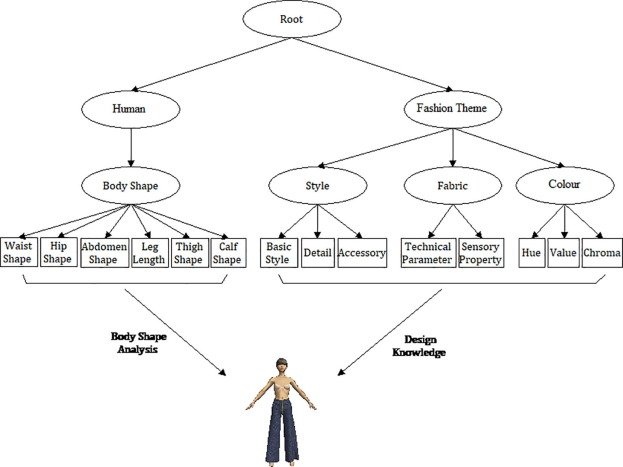 Root
Human
Fashion Theme
Body Shape
Style
Fabric
Colour
Waist
Shape
Hip
Shape
Abdomen
Shape
Leg
Length
Thigh
Shape
Calf
Shape
Basic
Style
Detail
Accessory
Technical
Parameter
Sensory
Property
Hue
Value
Chroma
Body Shape
Analysis
Design
Knowledge